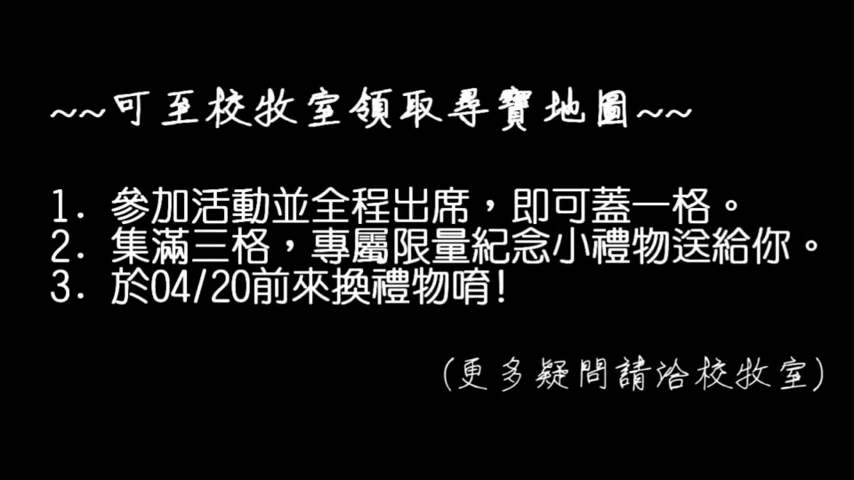 ~~可至校牧室領取尋寶地圖~~
1. 參加活動並全程出席，即可蓋一格。
2. 集滿三格，專屬限量紀念小禮物送給你。
3. 於04/20前來換禮物唷!
(更多疑問請洽校牧室)